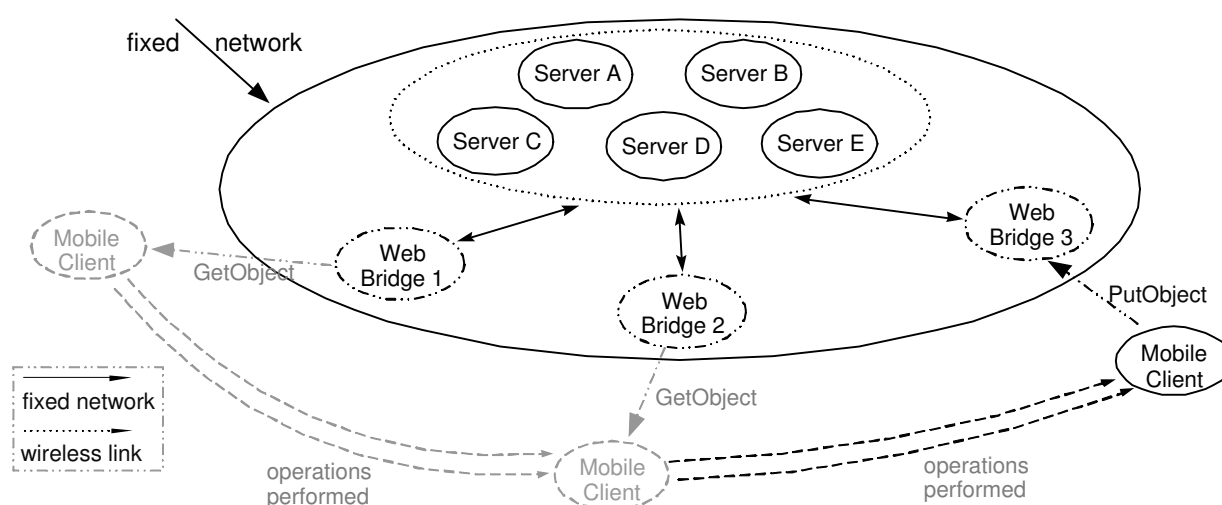 fixed network
Server A
Server B
Server C
Server D
Server E
Web
Bridge 3
Mobile
Client
Web
Bridge 1
GetObject
Web
Bridge 2
PutObject
Mobile
Client
fixed network
wireless link
GetObject
operations
performed
Mobile
Client
operations
performed